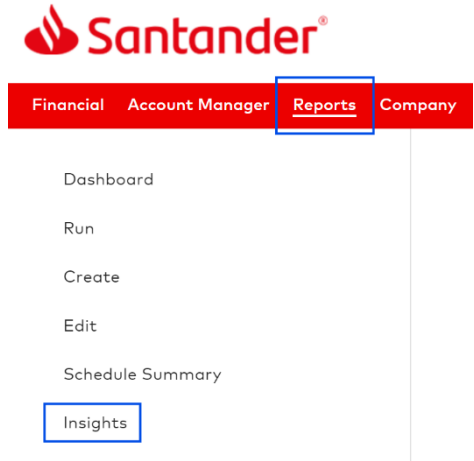 Santander®
Financial Account Manager Reports Company
Dashboard
Run
Create
Edit
Schedule Summary
Insights